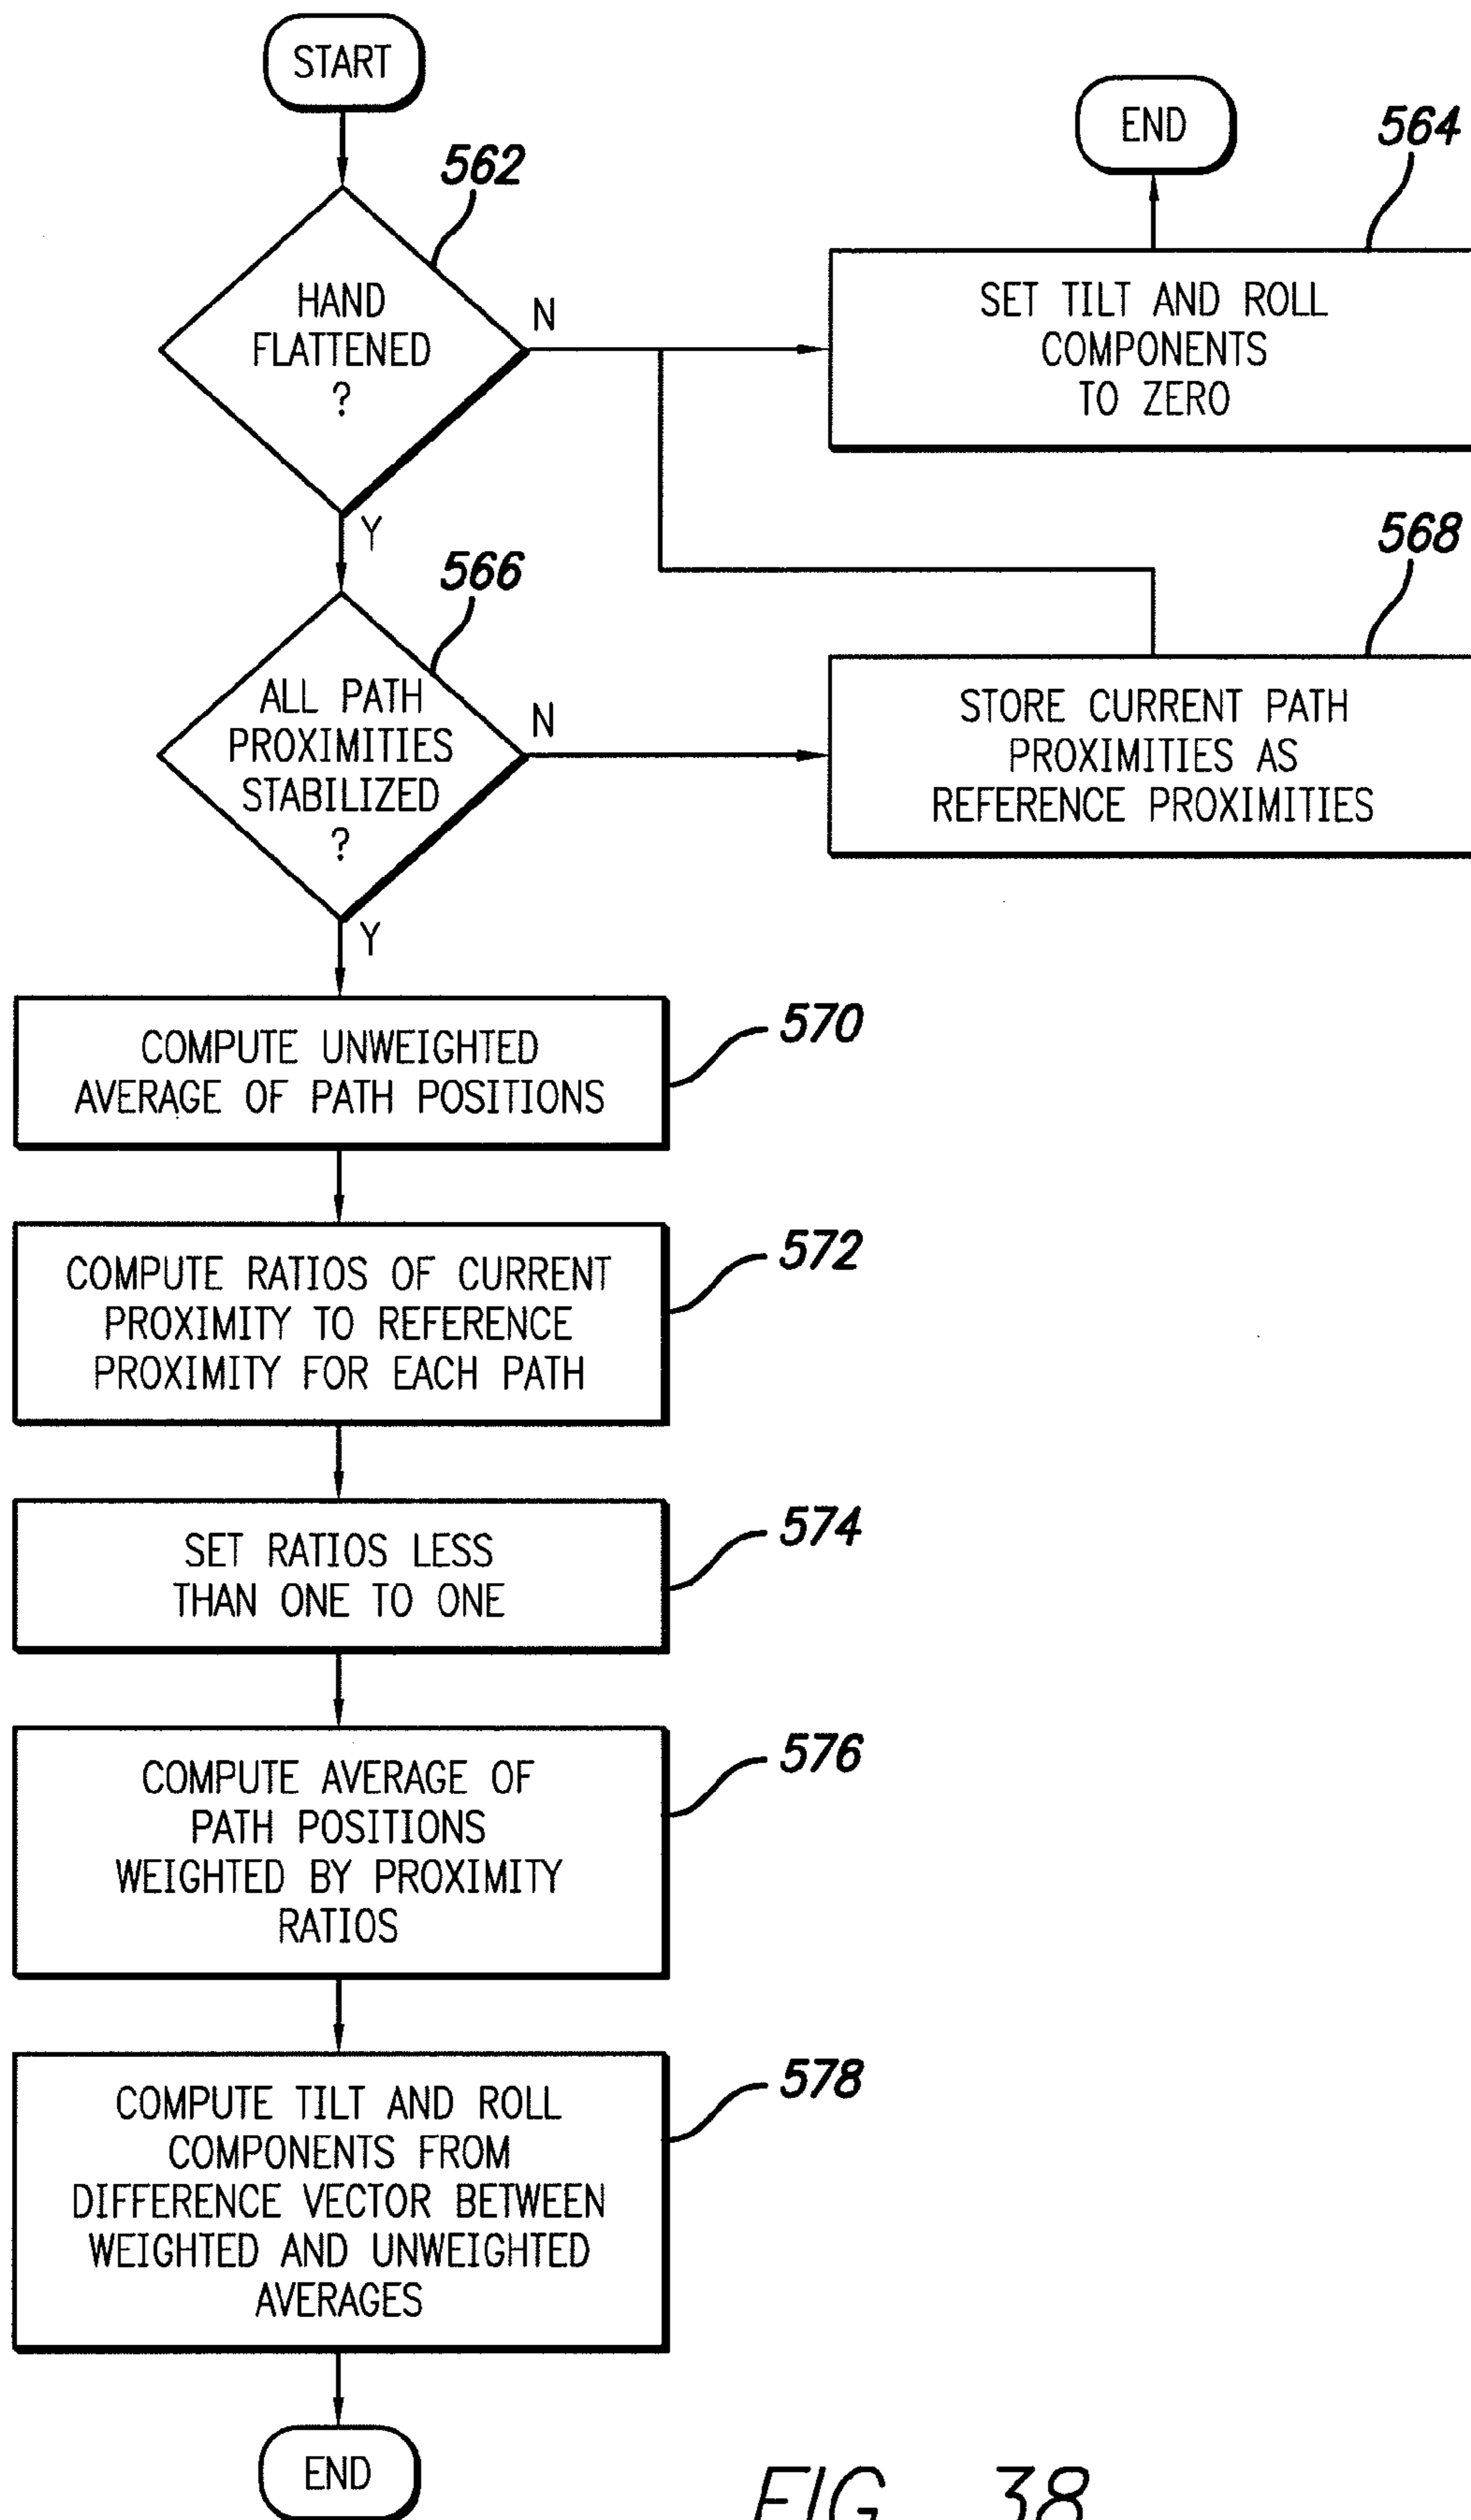 START
562
HAND
FLATTENED
?
N
Y
END
564
SET TILT AND ROLL
COMPONENTS
TO ZERO
566
ALL PATH
PROXIMITIES
STABILIZED
?
N
Y
568
STORE CURRENT PATH
PROXIMITIES AS
REFERENCE PROXIMITIES
COMPUTE UNWEIGHTED
AVERAGE OF PATH POSITIONS
570
COMPUTE RATIOS OF CURRENT
PROXIMITY TO REFERENCE
PROXIMITY FOR EACH PATH
572
SET RATIOS LESS
THAN ONE TO ONE
574
COMPUTE AVERAGE OF
PATH POSITIONS
WEIGHTED BY PROXIMITY
RATIOS
576
COMPUTE TILT AND ROLL
COMPONENTS FROM
DIFFERENCE VECTOR BETWEEN
WEIGHTED AND UNWEIGHTED
AVERAGES
578
END
FIG. 38